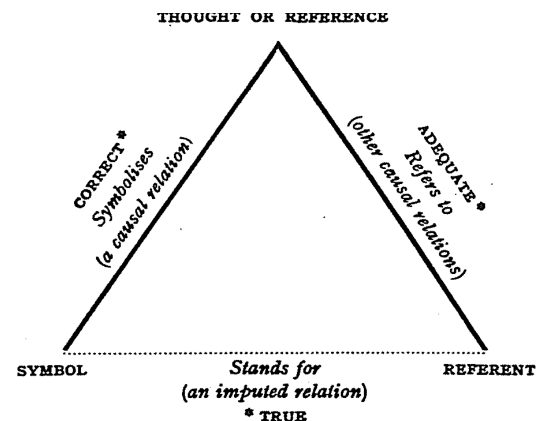 THOUGHT OR REFERENCE
CORRECT*
Symbolises
(a causal relation)
ADEQUATE*
Refers to
(other causal relations)
SYMBOL
Stands for
(an imputed relation)
* TRUE
REFERENT